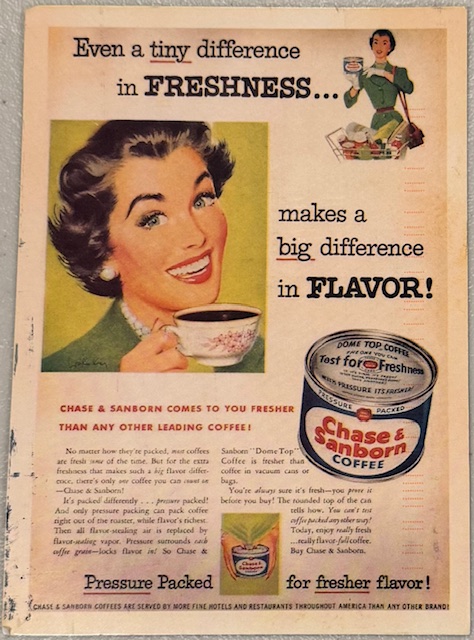 Even a tiny difference
in FRESHNESS...
makes a
big difference
in FLAVOR!
DOME TOP COFFEE
THE ONE YOU CAN
Test for Freshness
WITH PRESSURE IT'S FRESHER!
PRESSURE PACKED
Chase &
Sanborn
COFFEE
CHASE & SANBORN COMES TO YOU FRESHER
THAN ANY OTHER LEADING COFFEE!
No matter how they're packed, most coffees
are fresh some of the time. But for the extra
freshness that makes such a big flavor differ-
ence, there's only one coffee you can count on
—Chase & Sanborn!
It's packed differently . . . pressure packed!
And only pressure packing can pack coffee
right out of the roaster, while flavor's richest.
Then all flavor-stealing air is replaced by
flavor-sealing vapor. Pressure surrounds each
coffee grain—locks flavor in! So Chase &
Sanborn "Dome Top"
Coffee is fresher than
coffee in vacuum cans or
bags.
You're always sure it's fresh—you prove it
before you buy! The rounded top of the can
tells how. You can't test
coffee packed any other way!
Today, enjoy really fresh
...really flavor-full coffee.
Buy Chase & Sanborn.
Chase &
Sanborn
Pressure Packed
for fresher flavor!
CHASE & SANBORN COFFEES ARE SERVED BY MORE FINE HOTELS AND RESTAURANTS THROUGHOUT AMERICA THAN ANY OTHER BRAND!